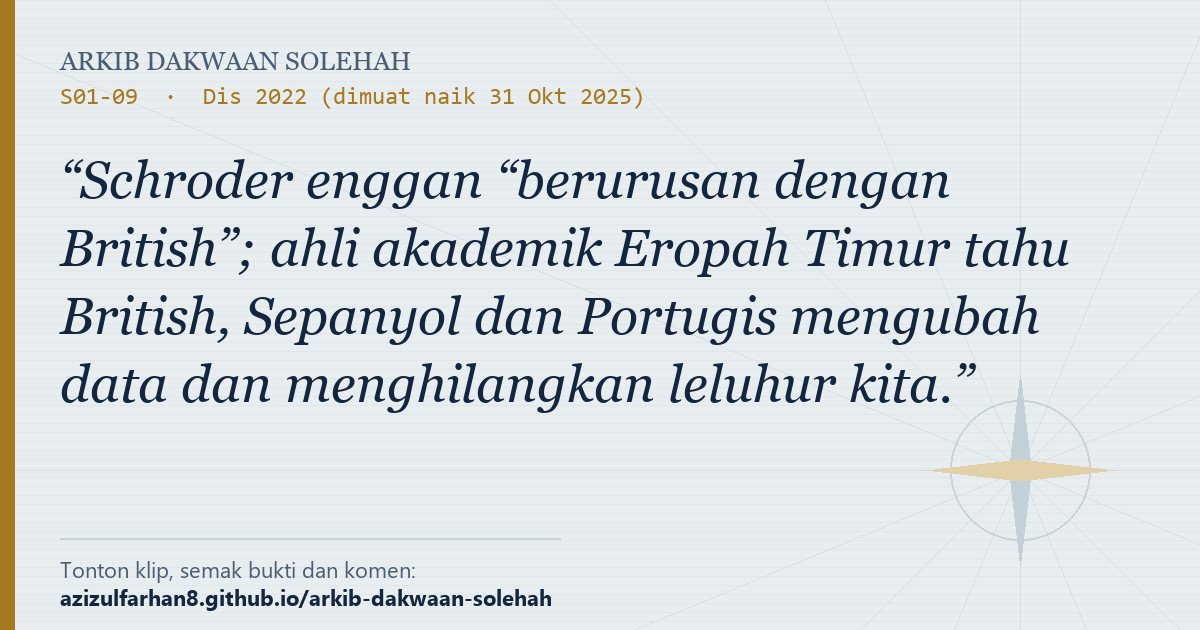 ARKIB DAKWAAN SOLEHAH
S01-09 · Dis 2022 (dimuat naik 31 Okt 2025)
“Schroder enggan “berurusan dengan
British”; ahli akademik Eropah Timur tahu
British, Sepanyol dan Portugis mengubah
data dan menghilangkan leluhur kita.”
Tonton klip, semak bukti dan komen:
azizulfarhan8.github.io/arkib-dakwaan-solehah